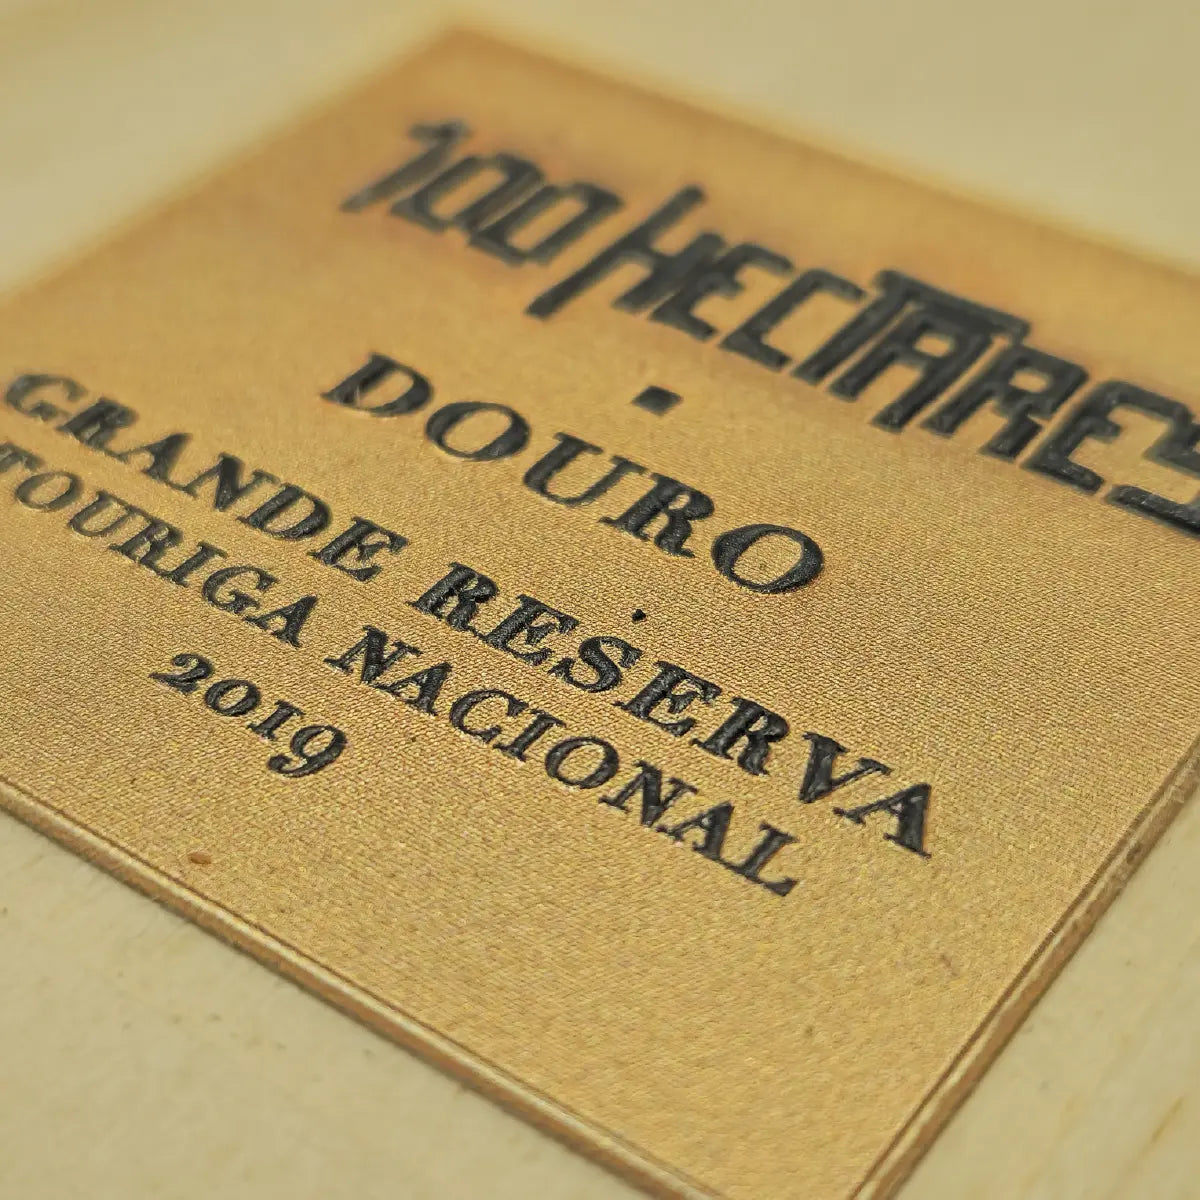 100 HECTARES
DOURO
GRANDE RESERVA
TOURIGA NACIONAL
2019